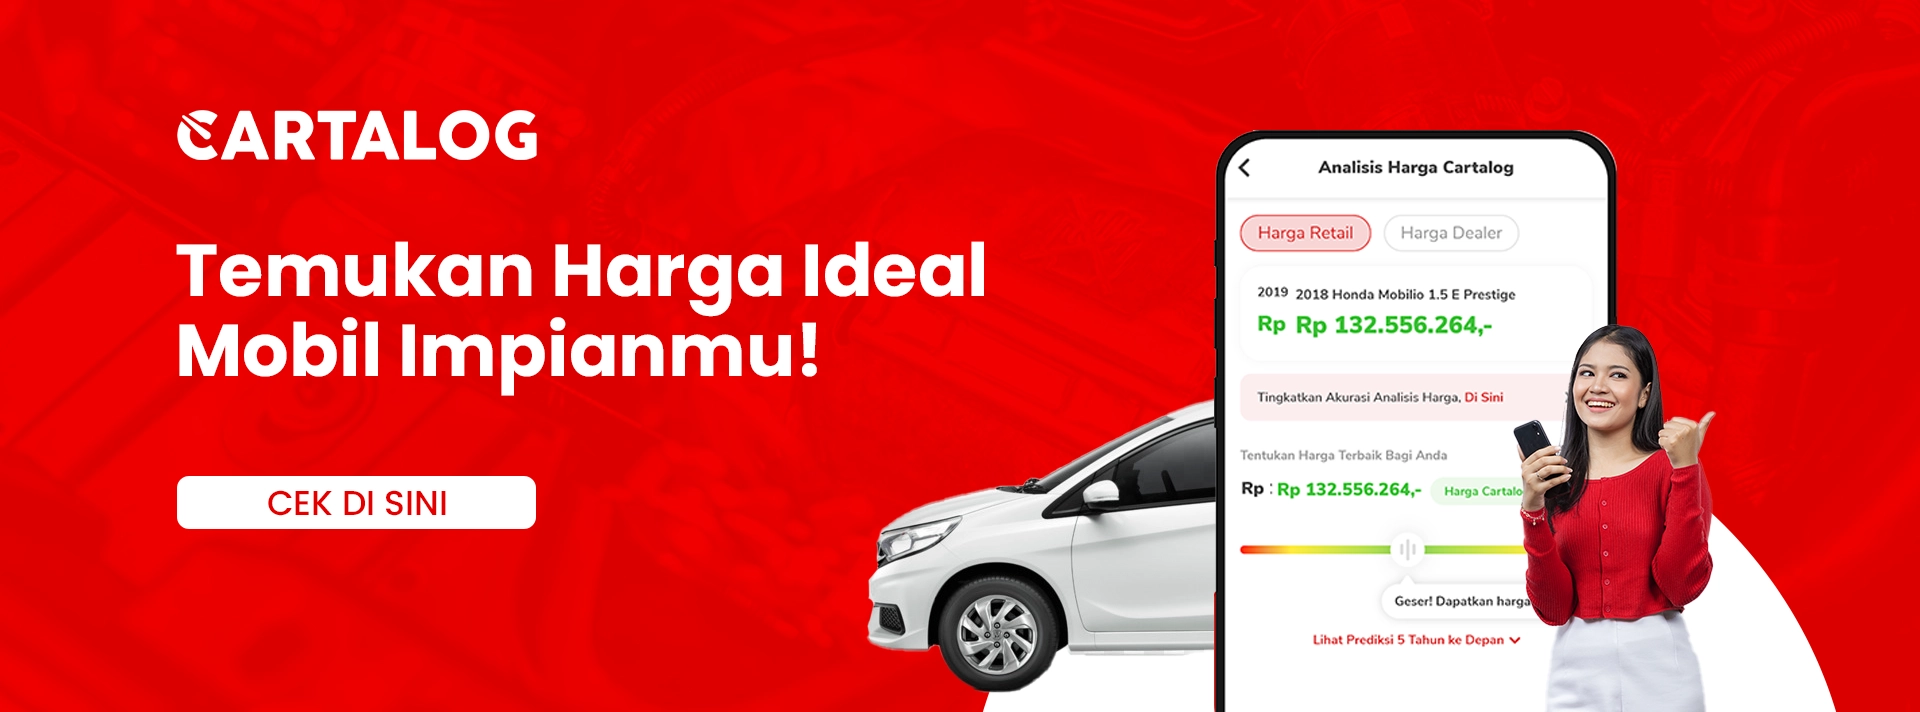 CARTALOG
Temukan Harga Ideal
Mobil Impianmu!
CEK DI SINI
Analisis Harga Cartalog
Harga Retail
Harga Dealer
2019 2018 Honda Mobilio 1.5 E Prestige
Rp Rp 132.556.264,-
Tingkatkan Akurasi Analisis Harga, Di Sini
Tentukan Harga Terbaik Bagi Anda
Rp : Rp 132.556.264,-
Harga Cartalo
Geser! Dapatkan harga
Lihat Prediksi 5 Tahun ke Depan